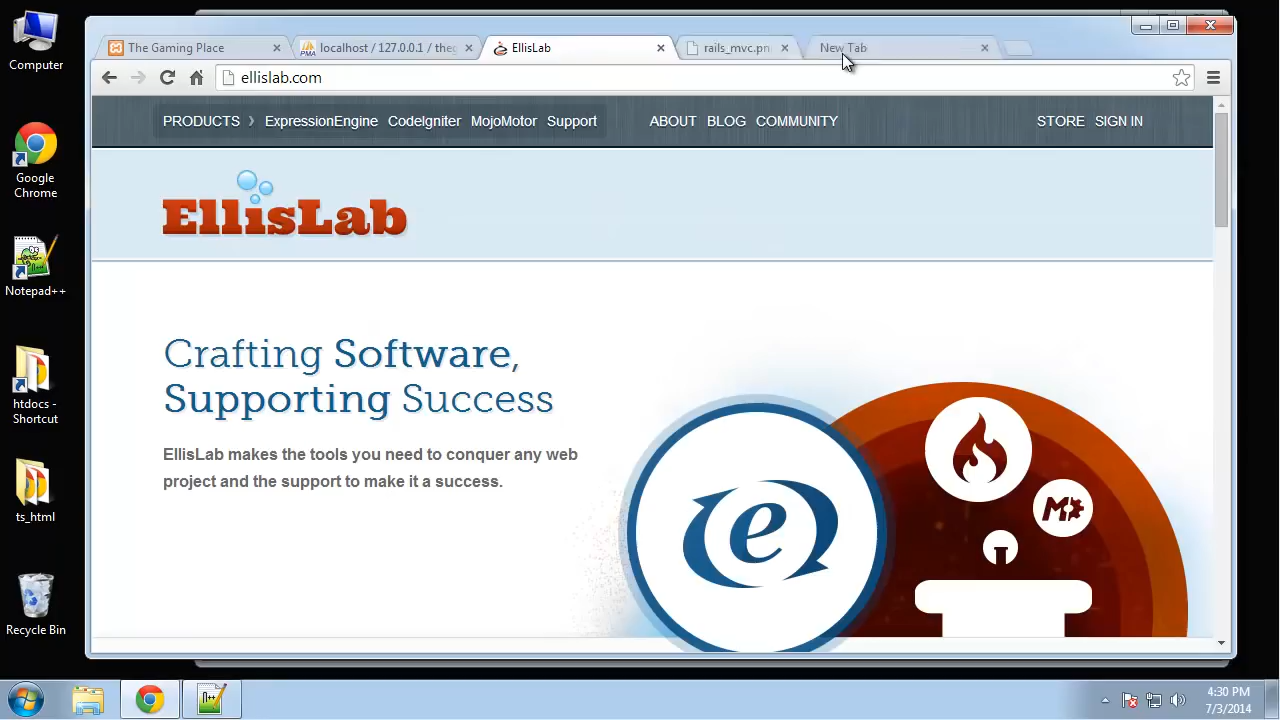 Computer
Google
Chrome
Notepad++
htdocs -
Shortcut
ts_html
Recycle Bin
The Gaming Place
localhost / 127.0.0.1 / theg
EllisLab
rails_mvc.pn
New Tab
ellislab.com
PRODUCTS
ExpressionEngine
CodeIgniter
MojoMotor
Support
ABOUT
BLOG
COMMUNITY
STORE
SIGN IN
EllisLab
Crafting Software,
Supporting Success
EllisLab makes the tools you need to conquer any web
project and the support to make it a success.
4:30 PM
7/3/2014